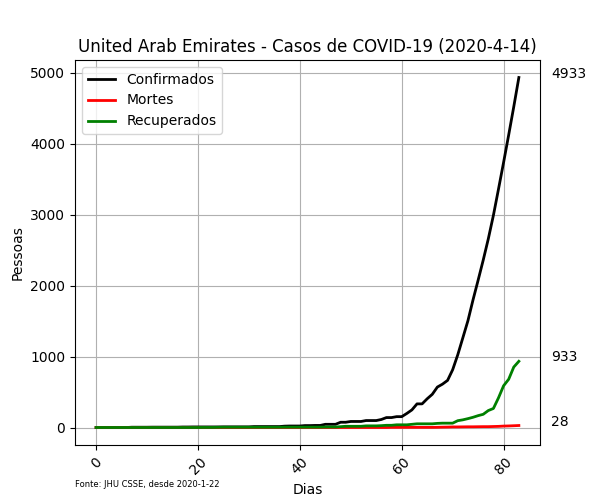 United Arab Emirates - Casos de COVID-19 (2020-4-14)
Confirmados
Mortes
Recuperados
5000
4000
3000
2000
1000
0
Pessoas
4933
933
28
0
20
40
60
80
Dias
Fonte: JHU CSSE, desde 2020-1-22